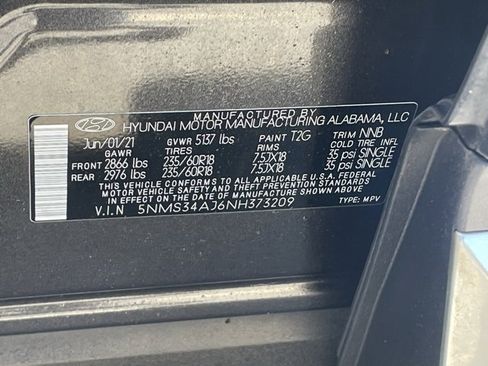 MANUFACTURED BY
HYUNDAI MOTOR MANUFACTURING ALABAMA, LLC
Jun/01/21 GVWR 5137 lbs PAINT T2G TRIM NNB
GAWR TIRES RIMS COLD TIRE INFL
FRONT 2866 lbs 235/60R18 7.5JX18 35 psi SINGLE
REAR 2976 lbs 235/60R18 7.5JX18 35 psi SINGLE
THIS VEHICLE CONFORMS TO ALL APPLICABLE U.S.A. FEDERAL
MOTOR VEHICLE SAFETY AND THEFT PREVENTION STANDARDS
IN EFFECT ON THE DATE OF MANUFACTURE SHOWN ABOVE.
V.I.N 5NMS34AJ6NH373209 TYPE: MPV